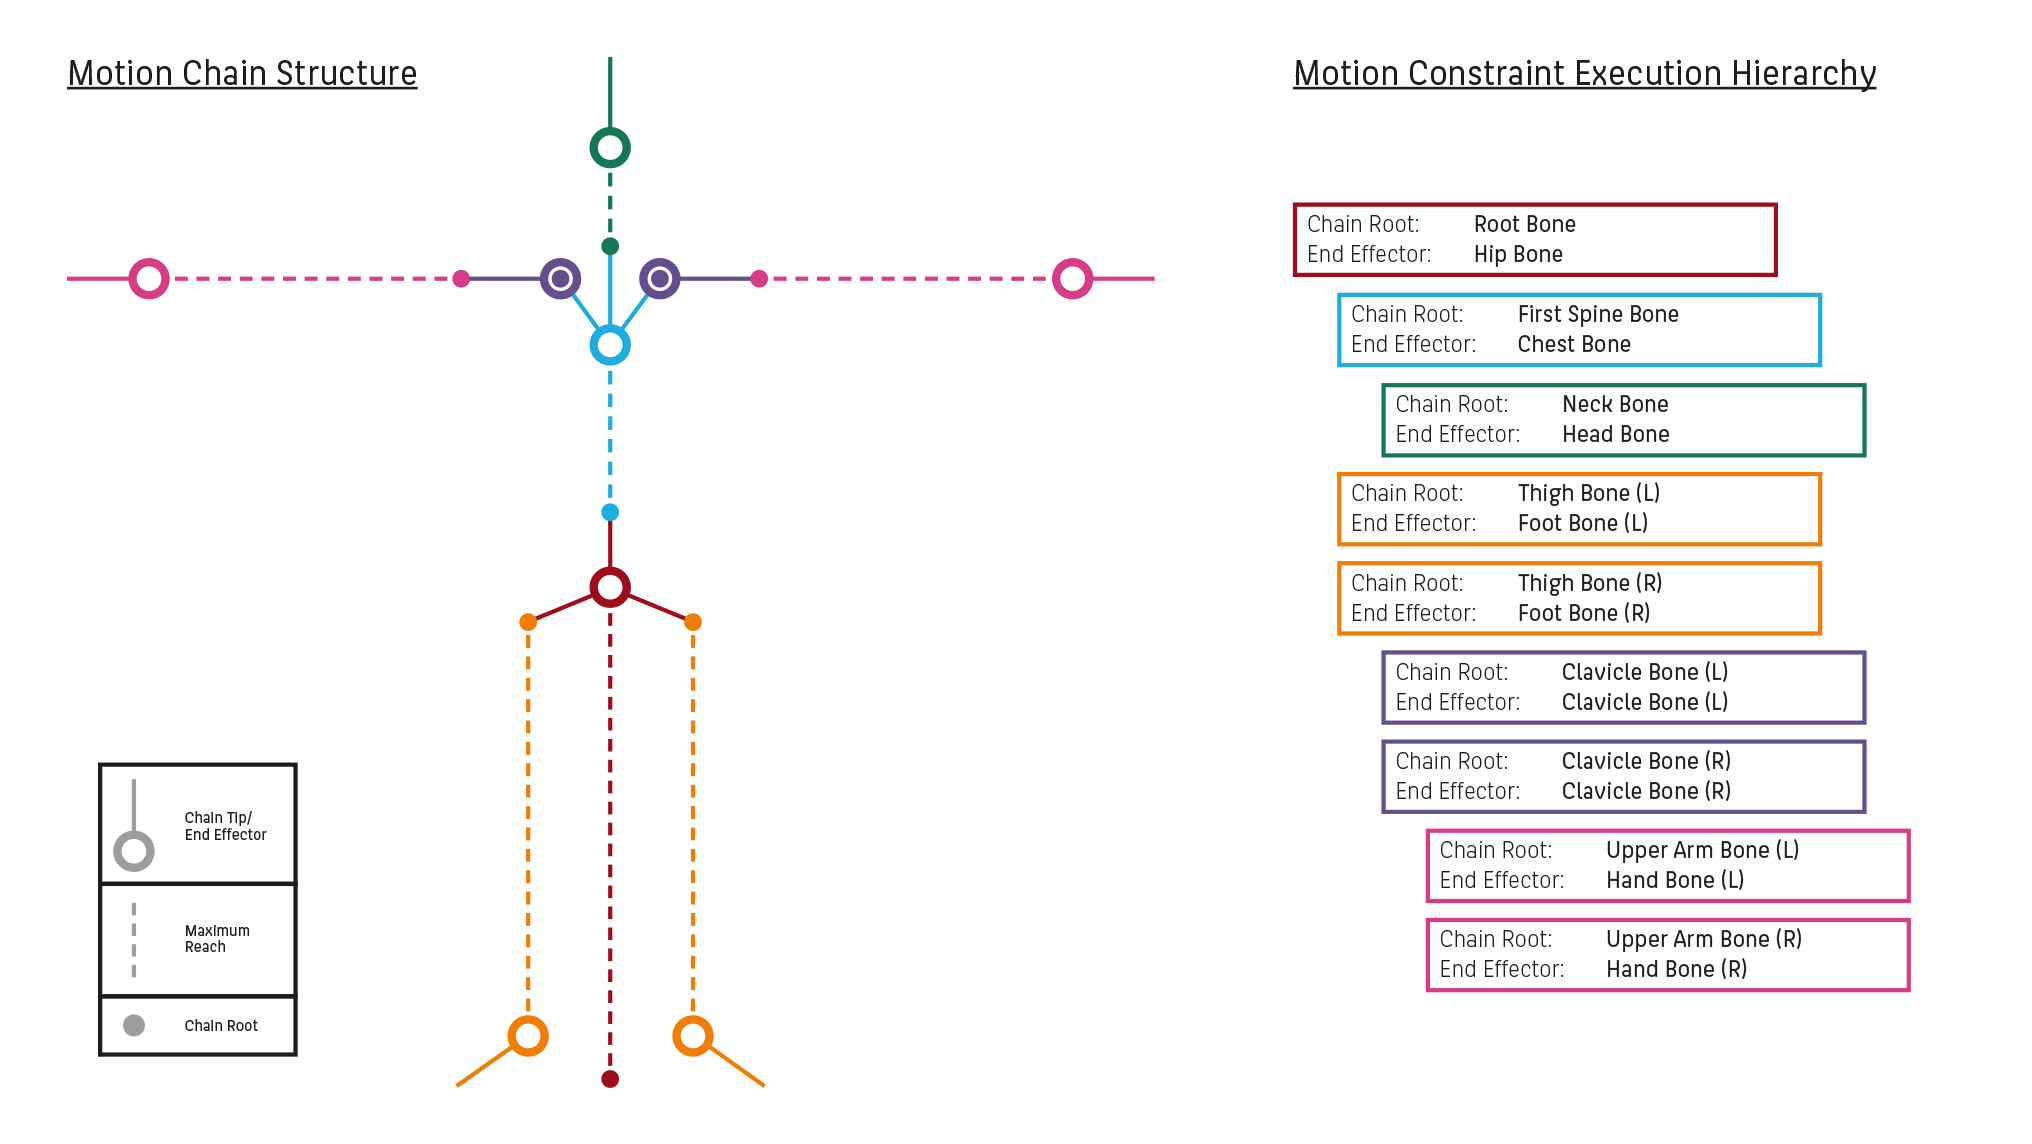 Motion Chain Structure
Motion Constraint Execution Hierarchy
Chain Root: Root Bone
End Effector: Hip Bone
Chain Root: First Spine Bone
End Effector: Chest Bone
Chain Root: Neck Bone
End Effector: Head Bone
Chain Root: Thigh Bone (L)
End Effector: Foot Bone (L)
Chain Root: Thigh Bone (R)
End Effector: Foot Bone (R)
Chain Root: Clavicle Bone (L)
End Effector: Clavicle Bone (L)
Chain Root: Clavicle Bone (R)
End Effector: Clavicle Bone (R)
Chain Root: Upper Arm Bone (L)
End Effector: Hand Bone (L)
Chain Root: Upper Arm Bone (R)
End Effector: Hand Bone (R)
Chain Tip/
End Effector
Maximum
Reach
Chain Root